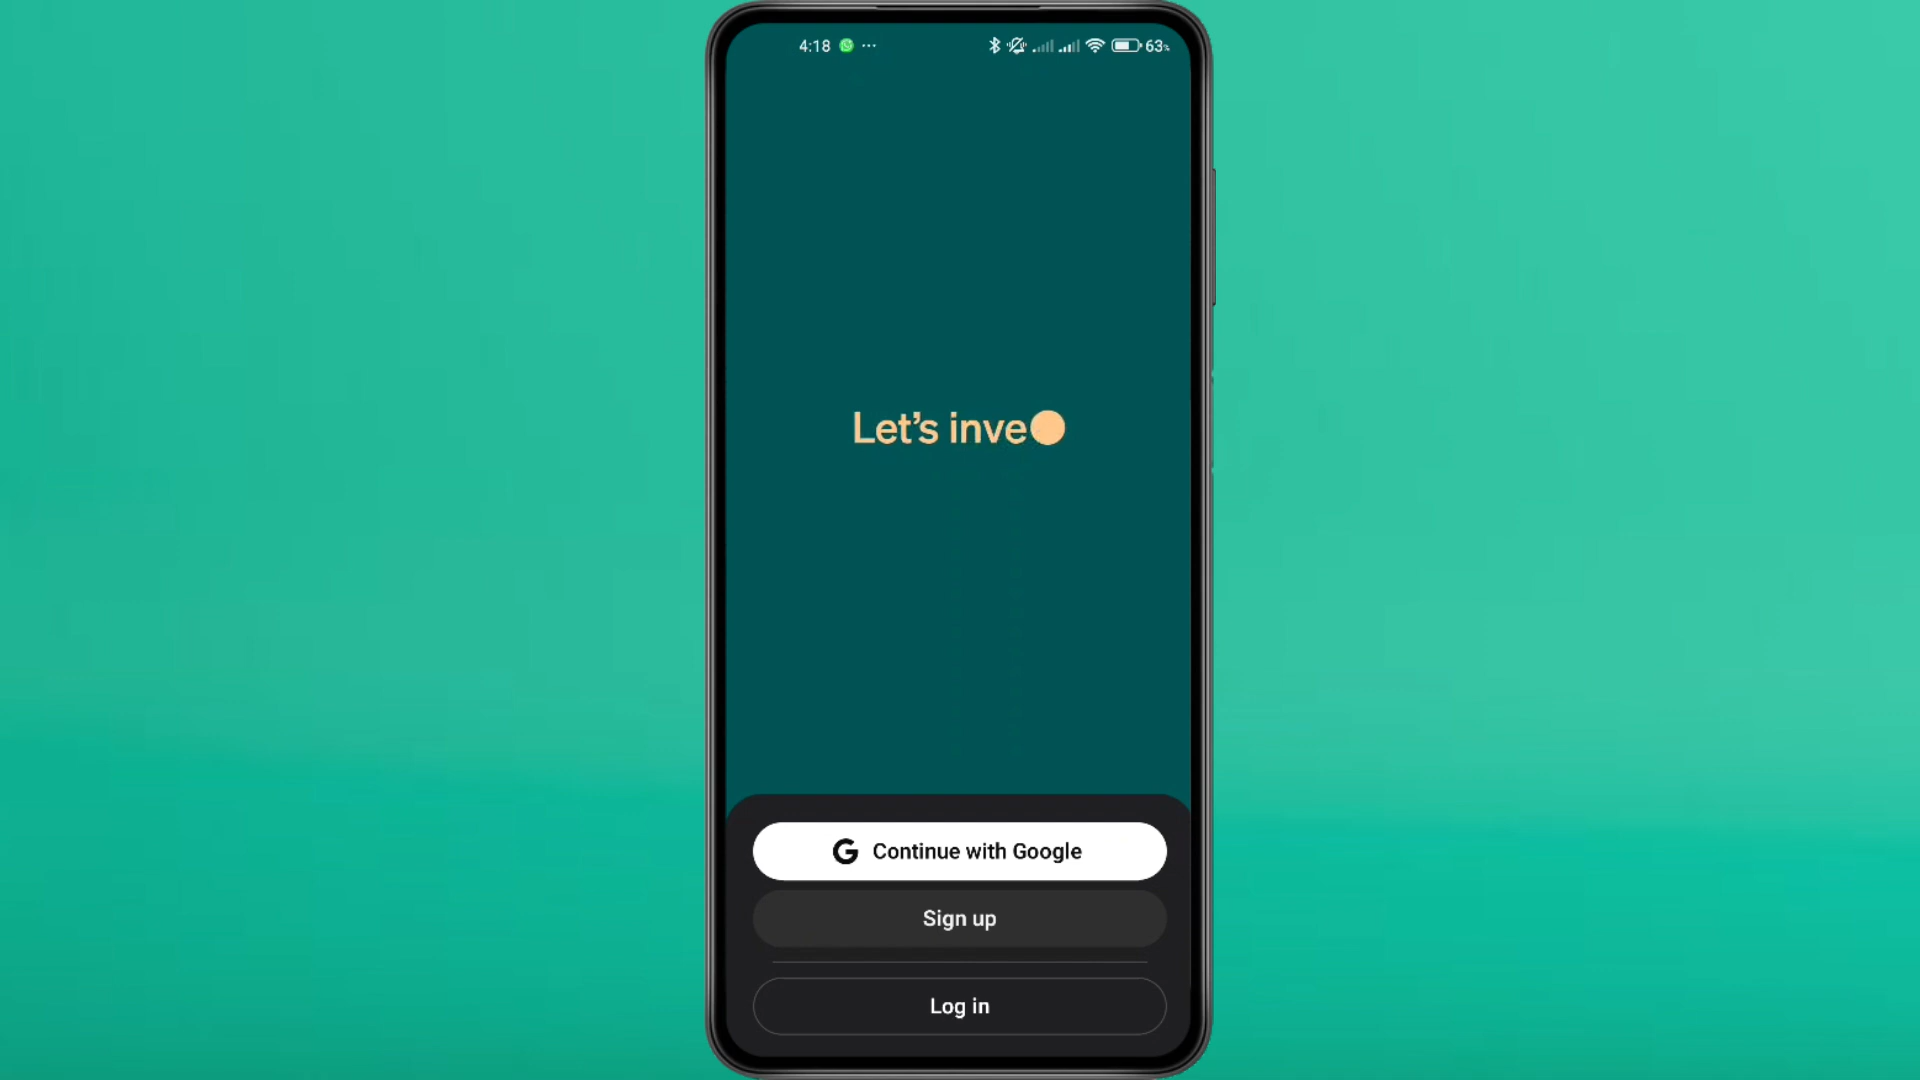 4:18 ... 63%
Let's inve
Continue with Google
Sign up
Log in